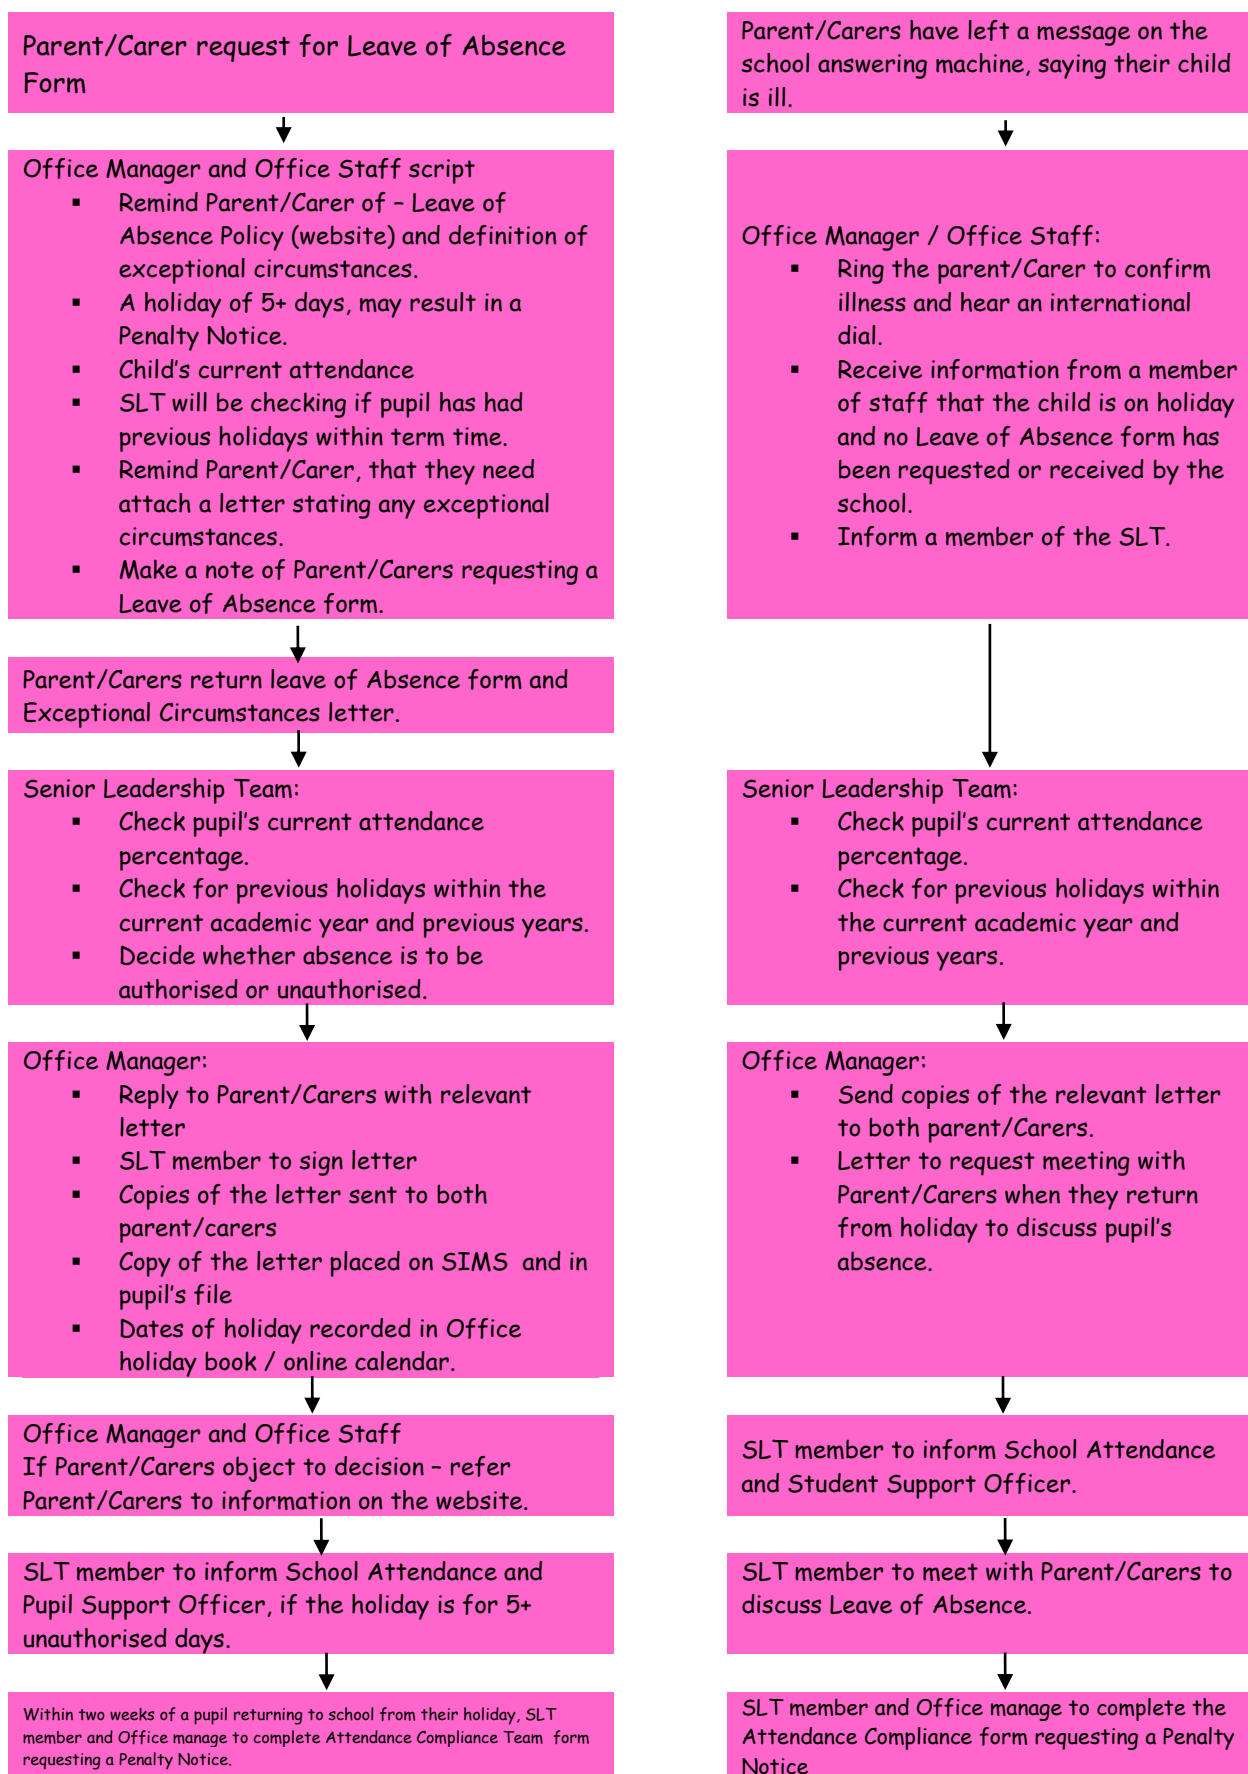 Parent/Carer request for Leave of Absence
Form
Office Manager and Office Staff script
▪ Remind Parent/Carer of – Leave of
Absence Policy (website) and definition of
exceptional circumstances.
▪ A holiday of 5+ days, may result in a
Penalty Notice.
▪ Child's current attendance
▪ SLT will be checking if pupil has had
previous holidays within term time.
▪ Remind Parent/Carer, that they need
attach a letter stating any exceptional
circumstances.
▪ Make a note of Parent/Carers requesting a
Leave of Absence form.
Parent/Carers return leave of Absence form and
Exceptional Circumstances letter.
Senior Leadership Team:
▪ Check pupil's current attendance
percentage.
▪ Check for previous holidays within the
current academic year and previous years.
▪ Decide whether absence is to be
authorised or unauthorised.
Office Manager:
▪ Reply to Parent/Carers with relevant
letter
▪ SLT member to sign letter
▪ Copies of the letter sent to both
parent/carers
▪ Copy of the letter placed on SIMS and in
pupil's file
▪ Dates of holiday recorded in Office
holiday book / online calendar.
Office Manager and Office Staff
If Parent/Carers object to decision – refer
Parent/Carers to information on the website.
SLT member to inform School Attendance and
Pupil Support Officer, if the holiday is for 5+
unauthorised days.
Within two weeks of a pupil returning to school from their holiday, SLT
member and Office manage to complete Attendance Compliance Team form
requesting a Penalty Notice.
Parent/Carers have left a message on the
school answering machine, saying their child
is ill.
Office Manager / Office Staff:
▪ Ring the parent/Carer to confirm
illness and hear an international
dial.
▪ Receive information from a member
of staff that the child is on holiday
and no Leave of Absence form has
been requested or received by the
school.
▪ Inform a member of the SLT.
Senior Leadership Team:
▪ Check pupil's current attendance
percentage.
▪ Check for previous holidays within
the current academic year and
previous years.
Office Manager:
▪ Send copies of the relevant letter
to both parent/Carers.
▪ Letter to request meeting with
Parent/Carers when they return
from holiday to discuss pupil's
absence.
SLT member to inform School Attendance
and Student Support Officer.
SLT member to meet with Parent/Carers to
discuss Leave of Absence.
SLT member and Office manage to complete the
Attendance Compliance form requesting a Penalty
Notice